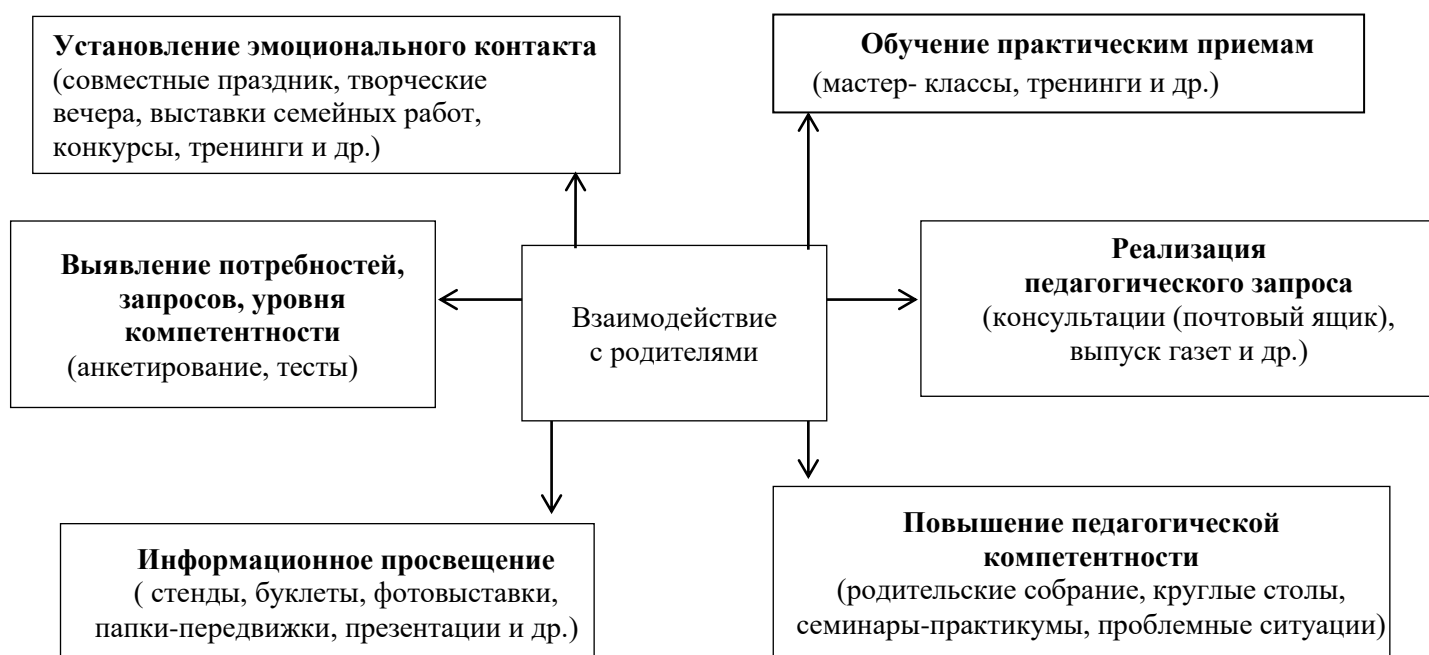 Установление эмоционального контакта
(совместные праздник, творческие
вечера, выставки семейных работ,
конкурсы, тренинги и др.)
Обучение практическим приемам
(мастер- классы, тренинги и др.)
Выявление потребностей,
запросов, уровня
компетентности
(анкетирование, тесты)
Взаимодействие
с родителями
Реализация
педагогического запроса
(консультации (почтовый ящик),
выпуск газет и др.)
Информационное просвещение
( стенды, буклеты, фотовыставки,
папки-передвижки, презентации и др.)
Повышение педагогической
компетентности
(родительские собрание, круглые столы,
семинары-практикумы, проблемные ситуации)